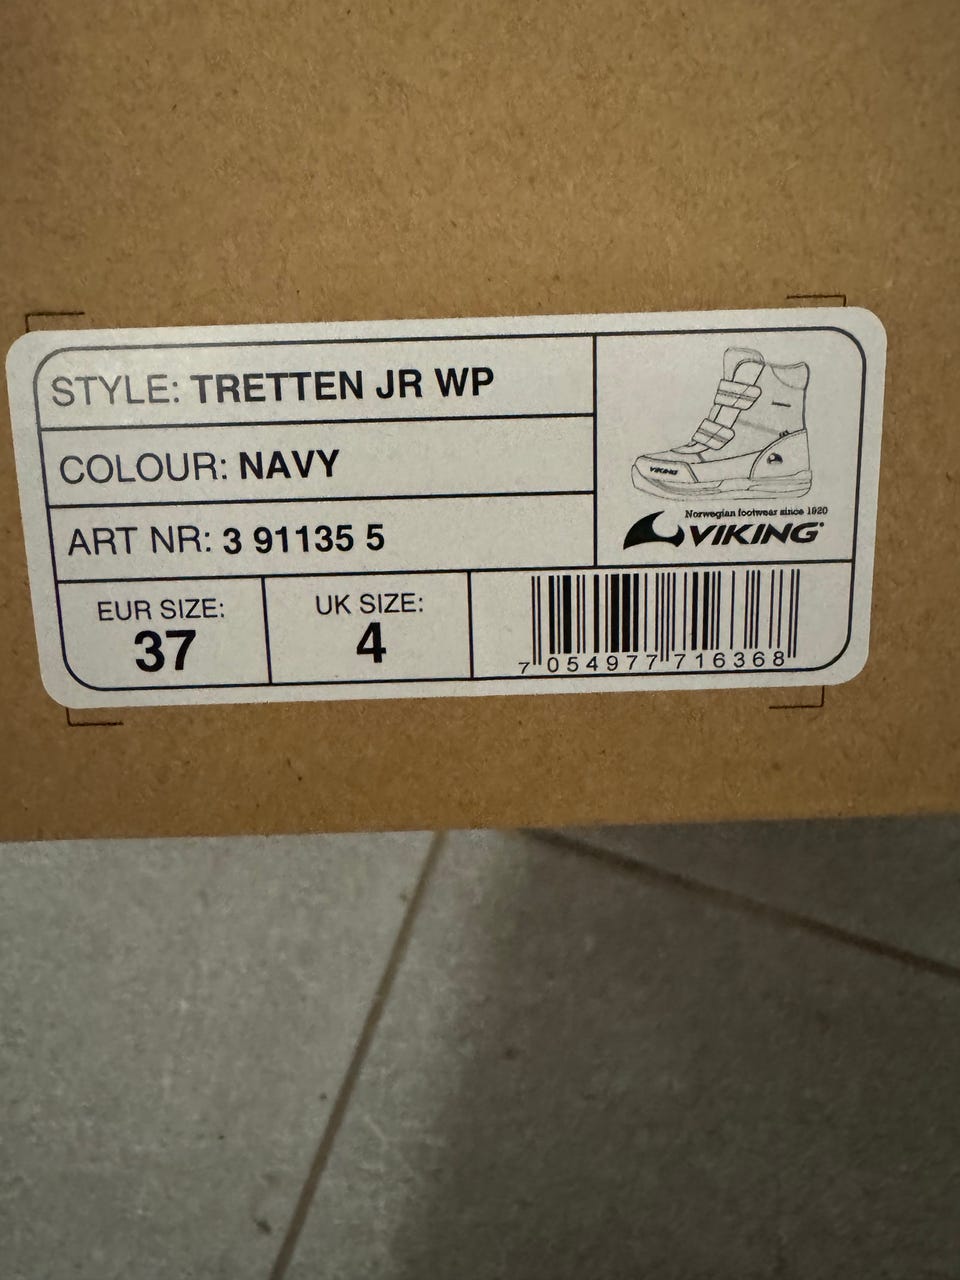 STYLE: TRETTEN JR WP
COLOUR: NAVY
ART NR: 3 91135 5
VIKING
Norwegian footwear since 1920
VIKING
EUR SIZE:
37
UK SIZE:
4
7 054977 716368